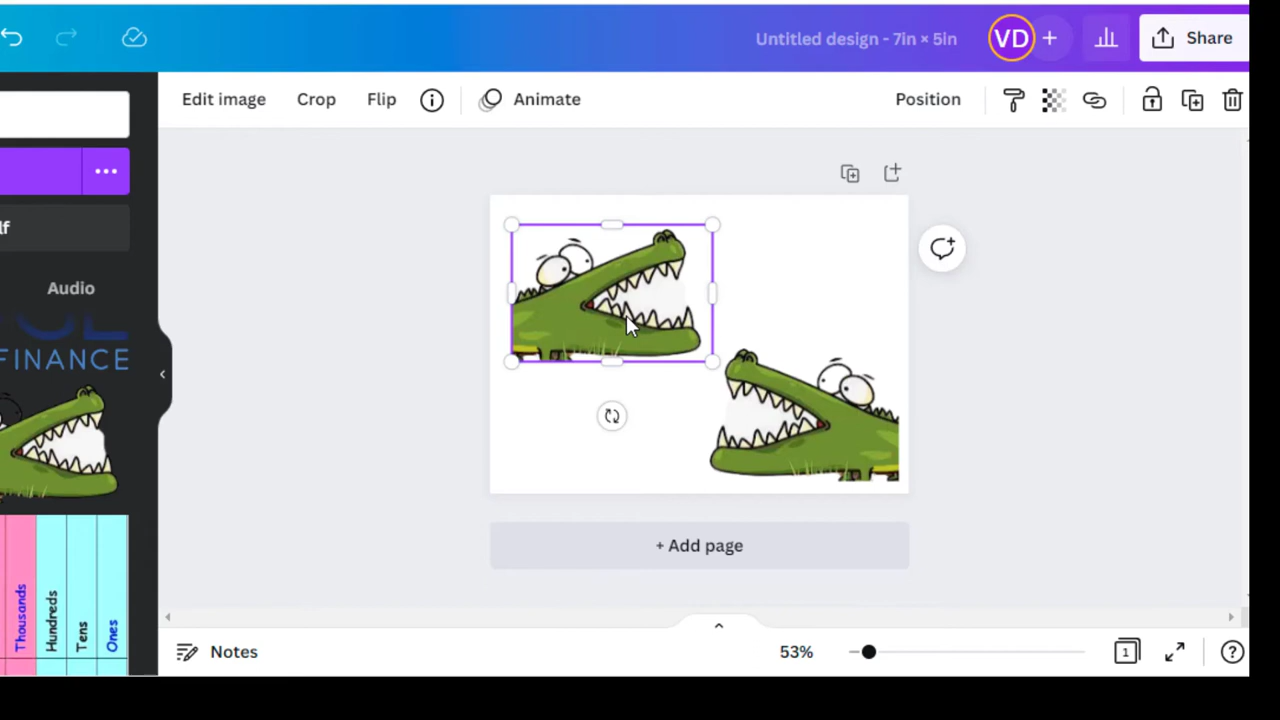 Untitled design - 7in × 5in
VD
Share
Edit image
Crop
Flip
Animate
Position
lf
Audio
FINANCE
Thousands
Hundreds
Tens
Ones
+ Add page
Notes
53%
1